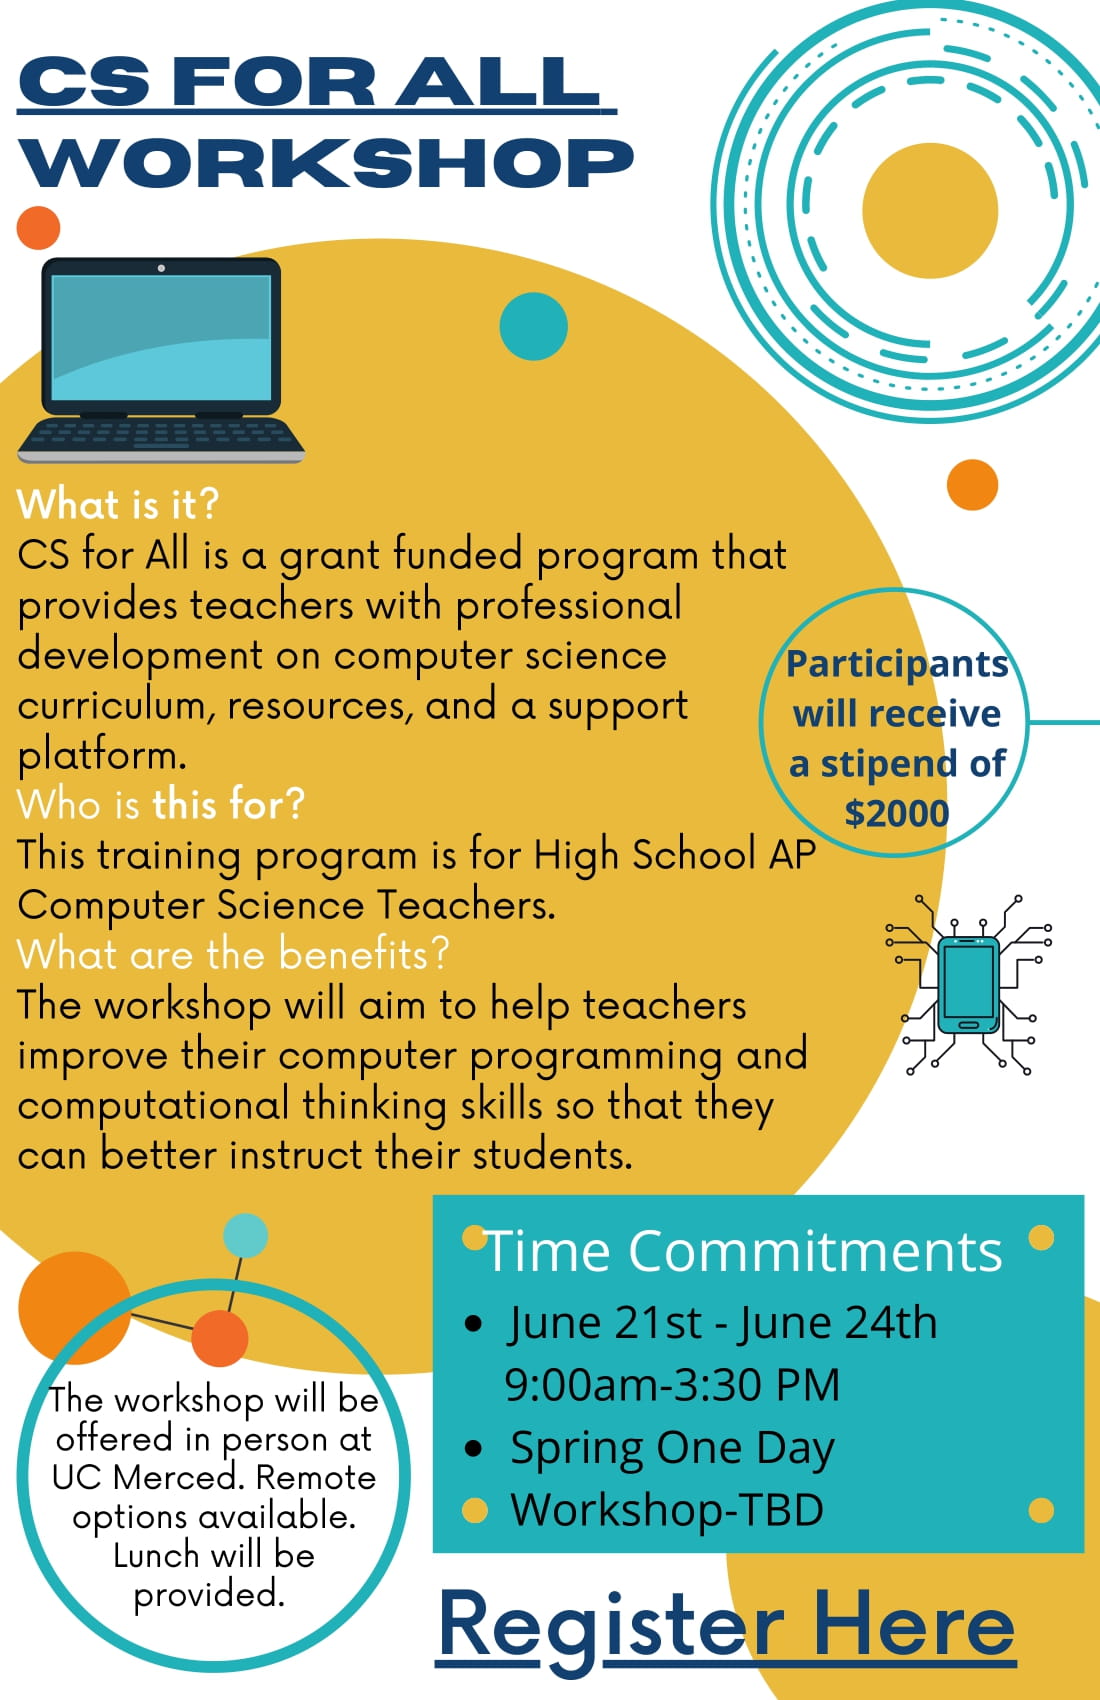 CS FOR ALL
WORKSHOP
What is it?
CS for All is a grant funded program that
provides teachers with professional
development on computer science
curriculum, resources, and a support
platform.
Who is this for?
This training program is for High School AP
Computer Science Teachers.
What are the benefits?
The workshop will aim to help teachers
improve their computer programming and
computational thinking skills so that they
can better instruct their students.
Participants
will receive
a stipend of
$2000
Time Commitments
• June 21st - June 24th
9:00am-3:30 PM
• Spring One Day
Workshop-TBD
The workshop will be
offered in person at
UC Merced. Remote
options available.
Lunch will be
provided.
Register Here